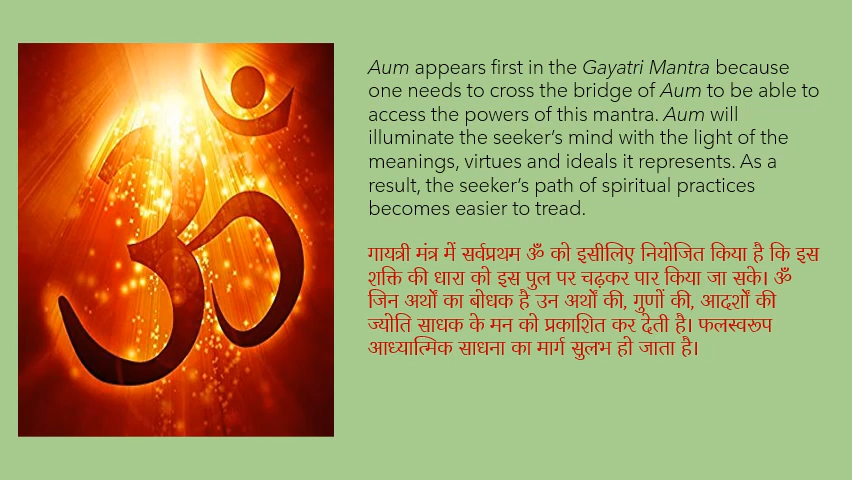 ॐ
Aum appears first in the Gayatri Mantra because
one needs to cross the bridge of Aum to be able to
access the powers of this mantra. Aum will
illuminate the seeker’s mind with the light of the
meanings, virtues and ideals it represents. As a
result, the seeker’s path of spiritual practices
becomes easier to tread.
गायत्री मंत्र में सर्वप्रथम ॐ को इसीलिए नियोजित किया है कि इस
शक्ति की धारा को इस पुल पर चढ़कर पार किया जा सके। ॐ
जिन अर्थों का बोधक है उन अर्थों की, गुणों की, आदर्शों की
ज्योति साधक के मन को प्रकाशित कर देती है। फलस्वरूप
आध्यात्मिक साधना का मार्ग सुलभ हो जाता है।